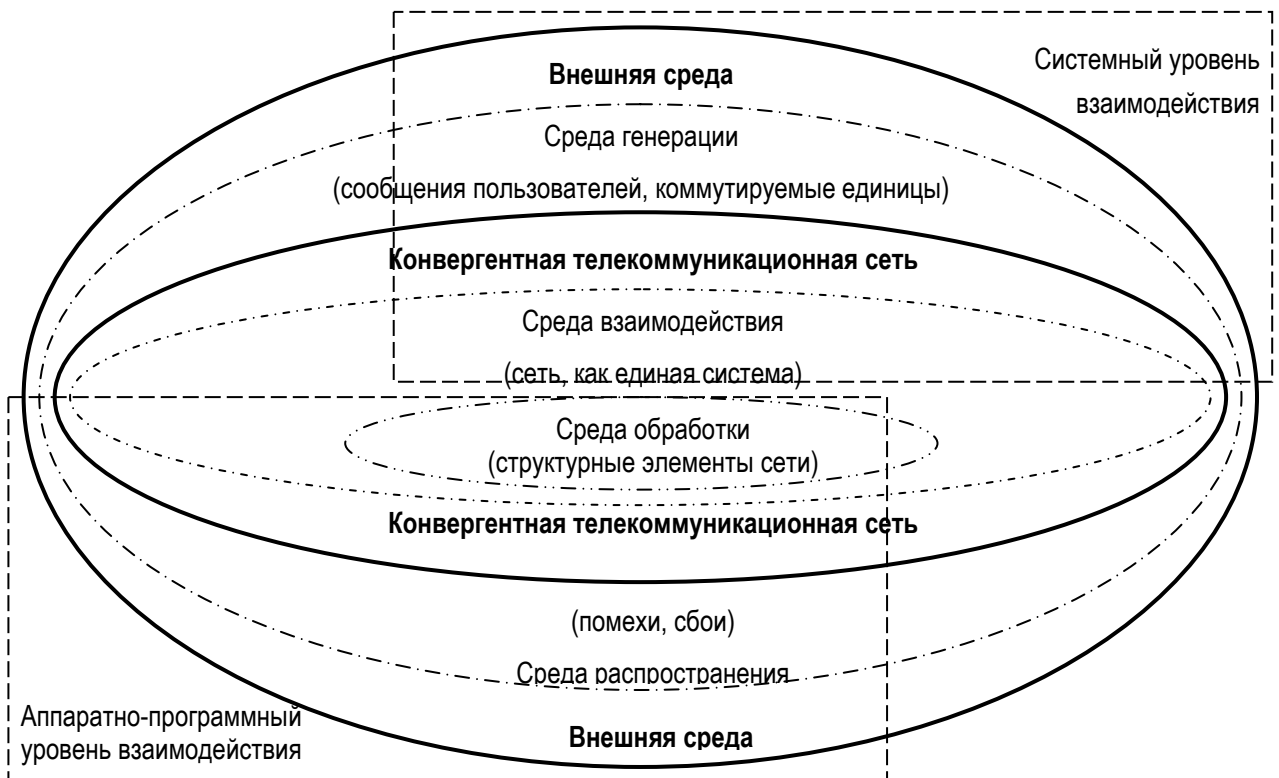 Системный уровень
взаимодействия
Внешняя среда
Среда генерации
(сообщения пользователей, коммутируемые единицы)
Конвергентная телекоммуникационная сеть
Среда взаимодействия
(сеть, как единая система)
Среда обработки
(структурные элементы сети)
Конвергентная телекоммуникационная сеть
(помехи, сбои)
Среда распространения
Внешняя среда
Аппаратно-программный
уровень взаимодействия